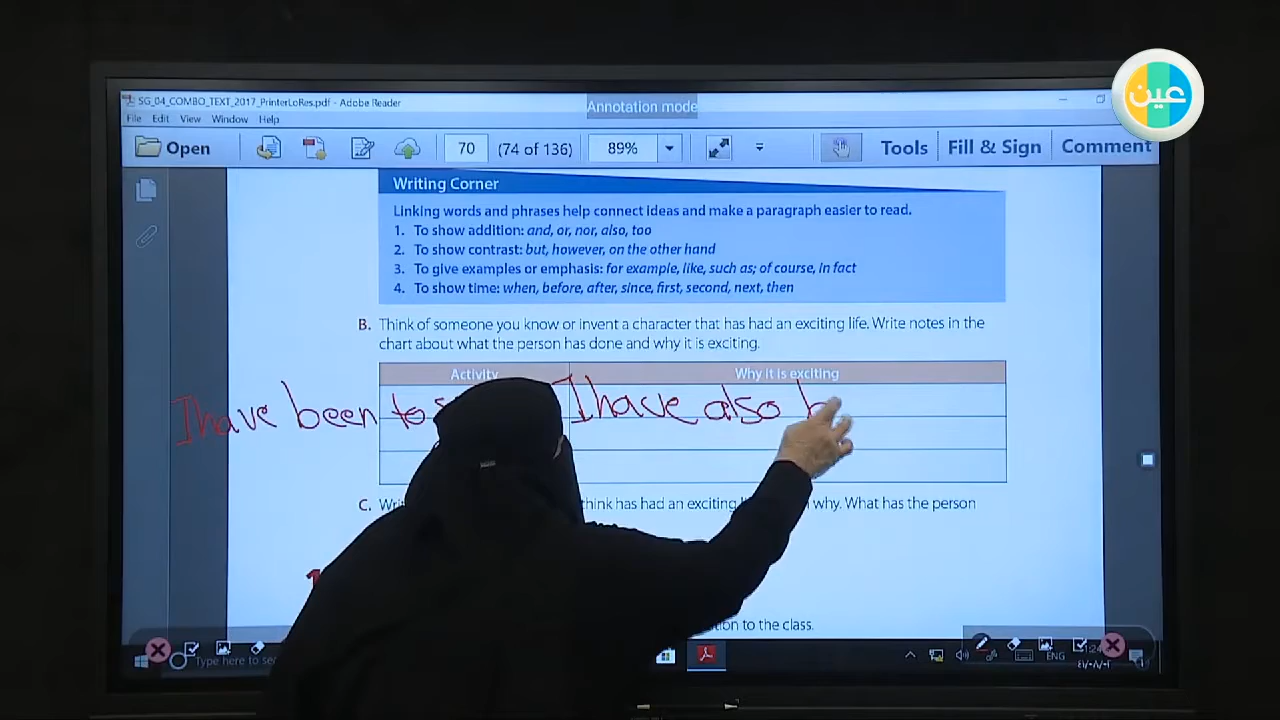 عين
SG_04_COMBO_TEXT_2017_PrinterLoRes.pdf - Adobe Reader
Annotation mode
File Edit View Window Help
Open 70 (74 of 136) 89% Tools Fill & Sign Comment
Writing Corner
Linking words and phrases help connect ideas and make a paragraph easier to read.
1. To show addition: and, or, nor, also, too
2. To show contrast: but, however, on the other hand
3. To give examples or emphasis: for example, like, such as; of course, in fact
4. To show time: when, before, after, since, first, second, next, then
B. Think of someone you know or invent a character that has had an exciting life. Write notes in the
chart about what the person has done and why it is exciting.
Activity Why it is exciting
I have been to I have also
C. think has had an exciting why. What has the person
to the class.
Type here to
ENG